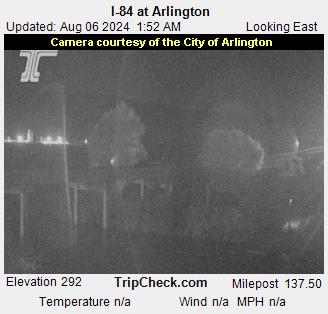 I-84 at Arlington
Updated: Aug 06 2024 1:52 AM Looking East
Camera courtesy of the City of Arlington
Elevation 292 TripCheck.com Milepost 137.50
Temperature n/a Wind n/a MPH n/a